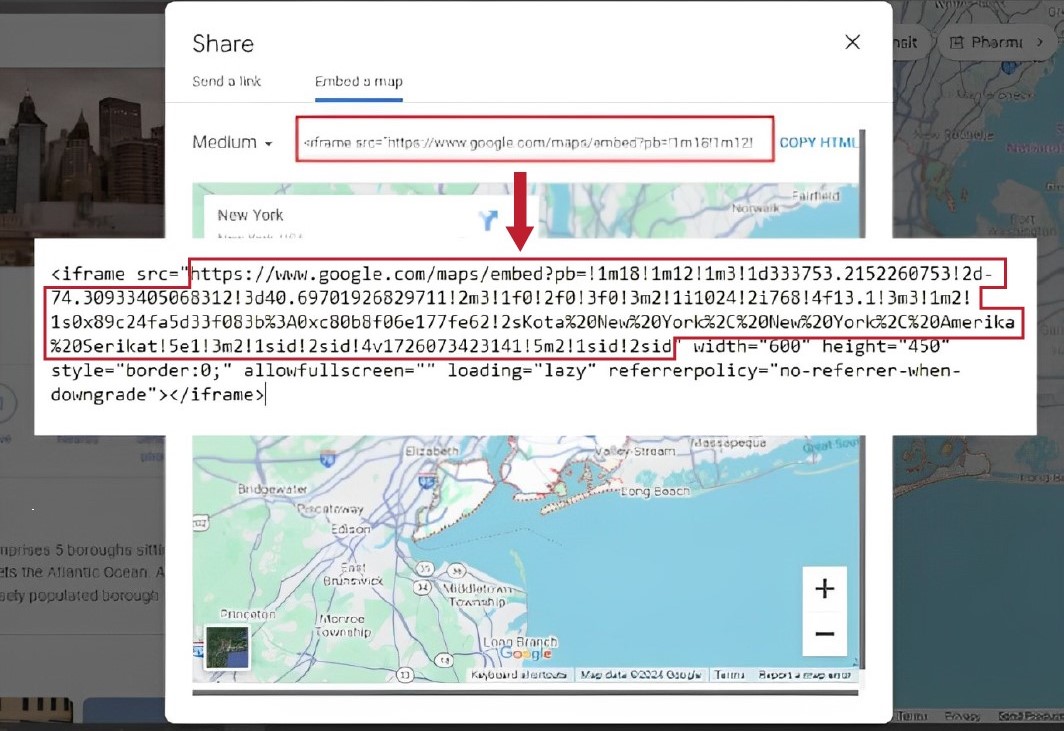 Share
Send a link
Embed a map
Medium
<iframe src="https://www.google.com/maps/embed?pb=!1m18!1m12!
COPY HTML
New York
Fairfield
Norwalk
<iframe src="https://www.google.com/maps/embed?pb=!1m18!1m12!1m3!1d333753.2152260753!2d-
74.30933405068312!3d40.69701926829711!2m3!1f0!2f0!3f0!3m2!1i1024!2i768!4f13.1!3m3!1m2!
1s0x89c24fa5d33f083b%3A0xc80b8f06e177fe62!2sKota%20New%20York%2C%20New%20York%2C%20Amerika
%20Serikat!5e1!3m2!1sid!2sid!4v1726073423141!5m2!1sid!2sid" width="600" height="450"
style="border:0;" allowfullscreen="" loading="lazy" referrerpolicy="no-referrer-when-
downgrade"></iframe>
Elizabeth
Valley Stream
Massapequa
Bridgewater
Long Beach
Piscataway
Edison
East
Brunswick
Middletown
Township
Princeton
Monroe
Township
Long Branch
Google
Keyboard shortcuts
Map data ©2024 Google
Terms
Report a map error
mprises 5 boroughs sitti
ets the Atlantic Ocean. A
sely populated borough
Terms
Privacy